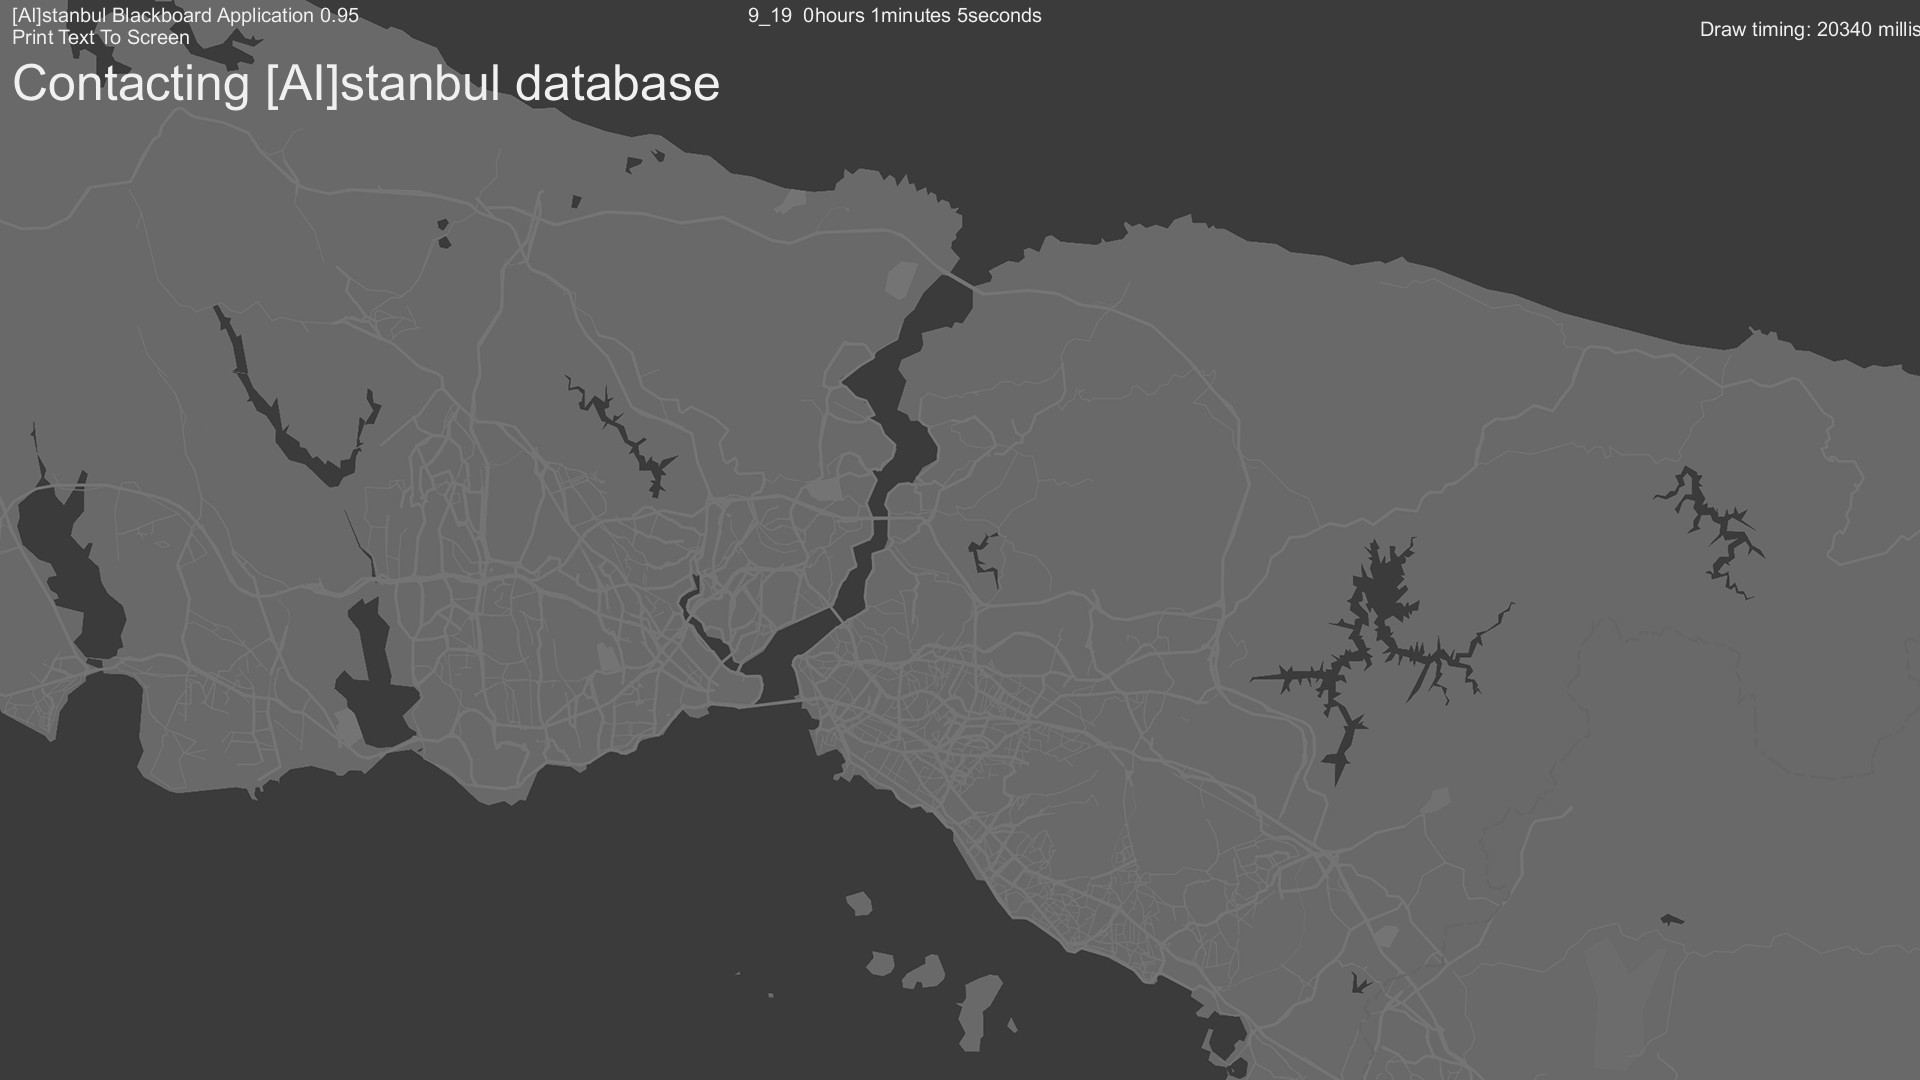 [AI]stanbul Blackboard Application 0.95
9_19 0hours 1minutes 5seconds
Draw timing: 20340 millis
Print Text To Screen
Contacting [AI]stanbul database